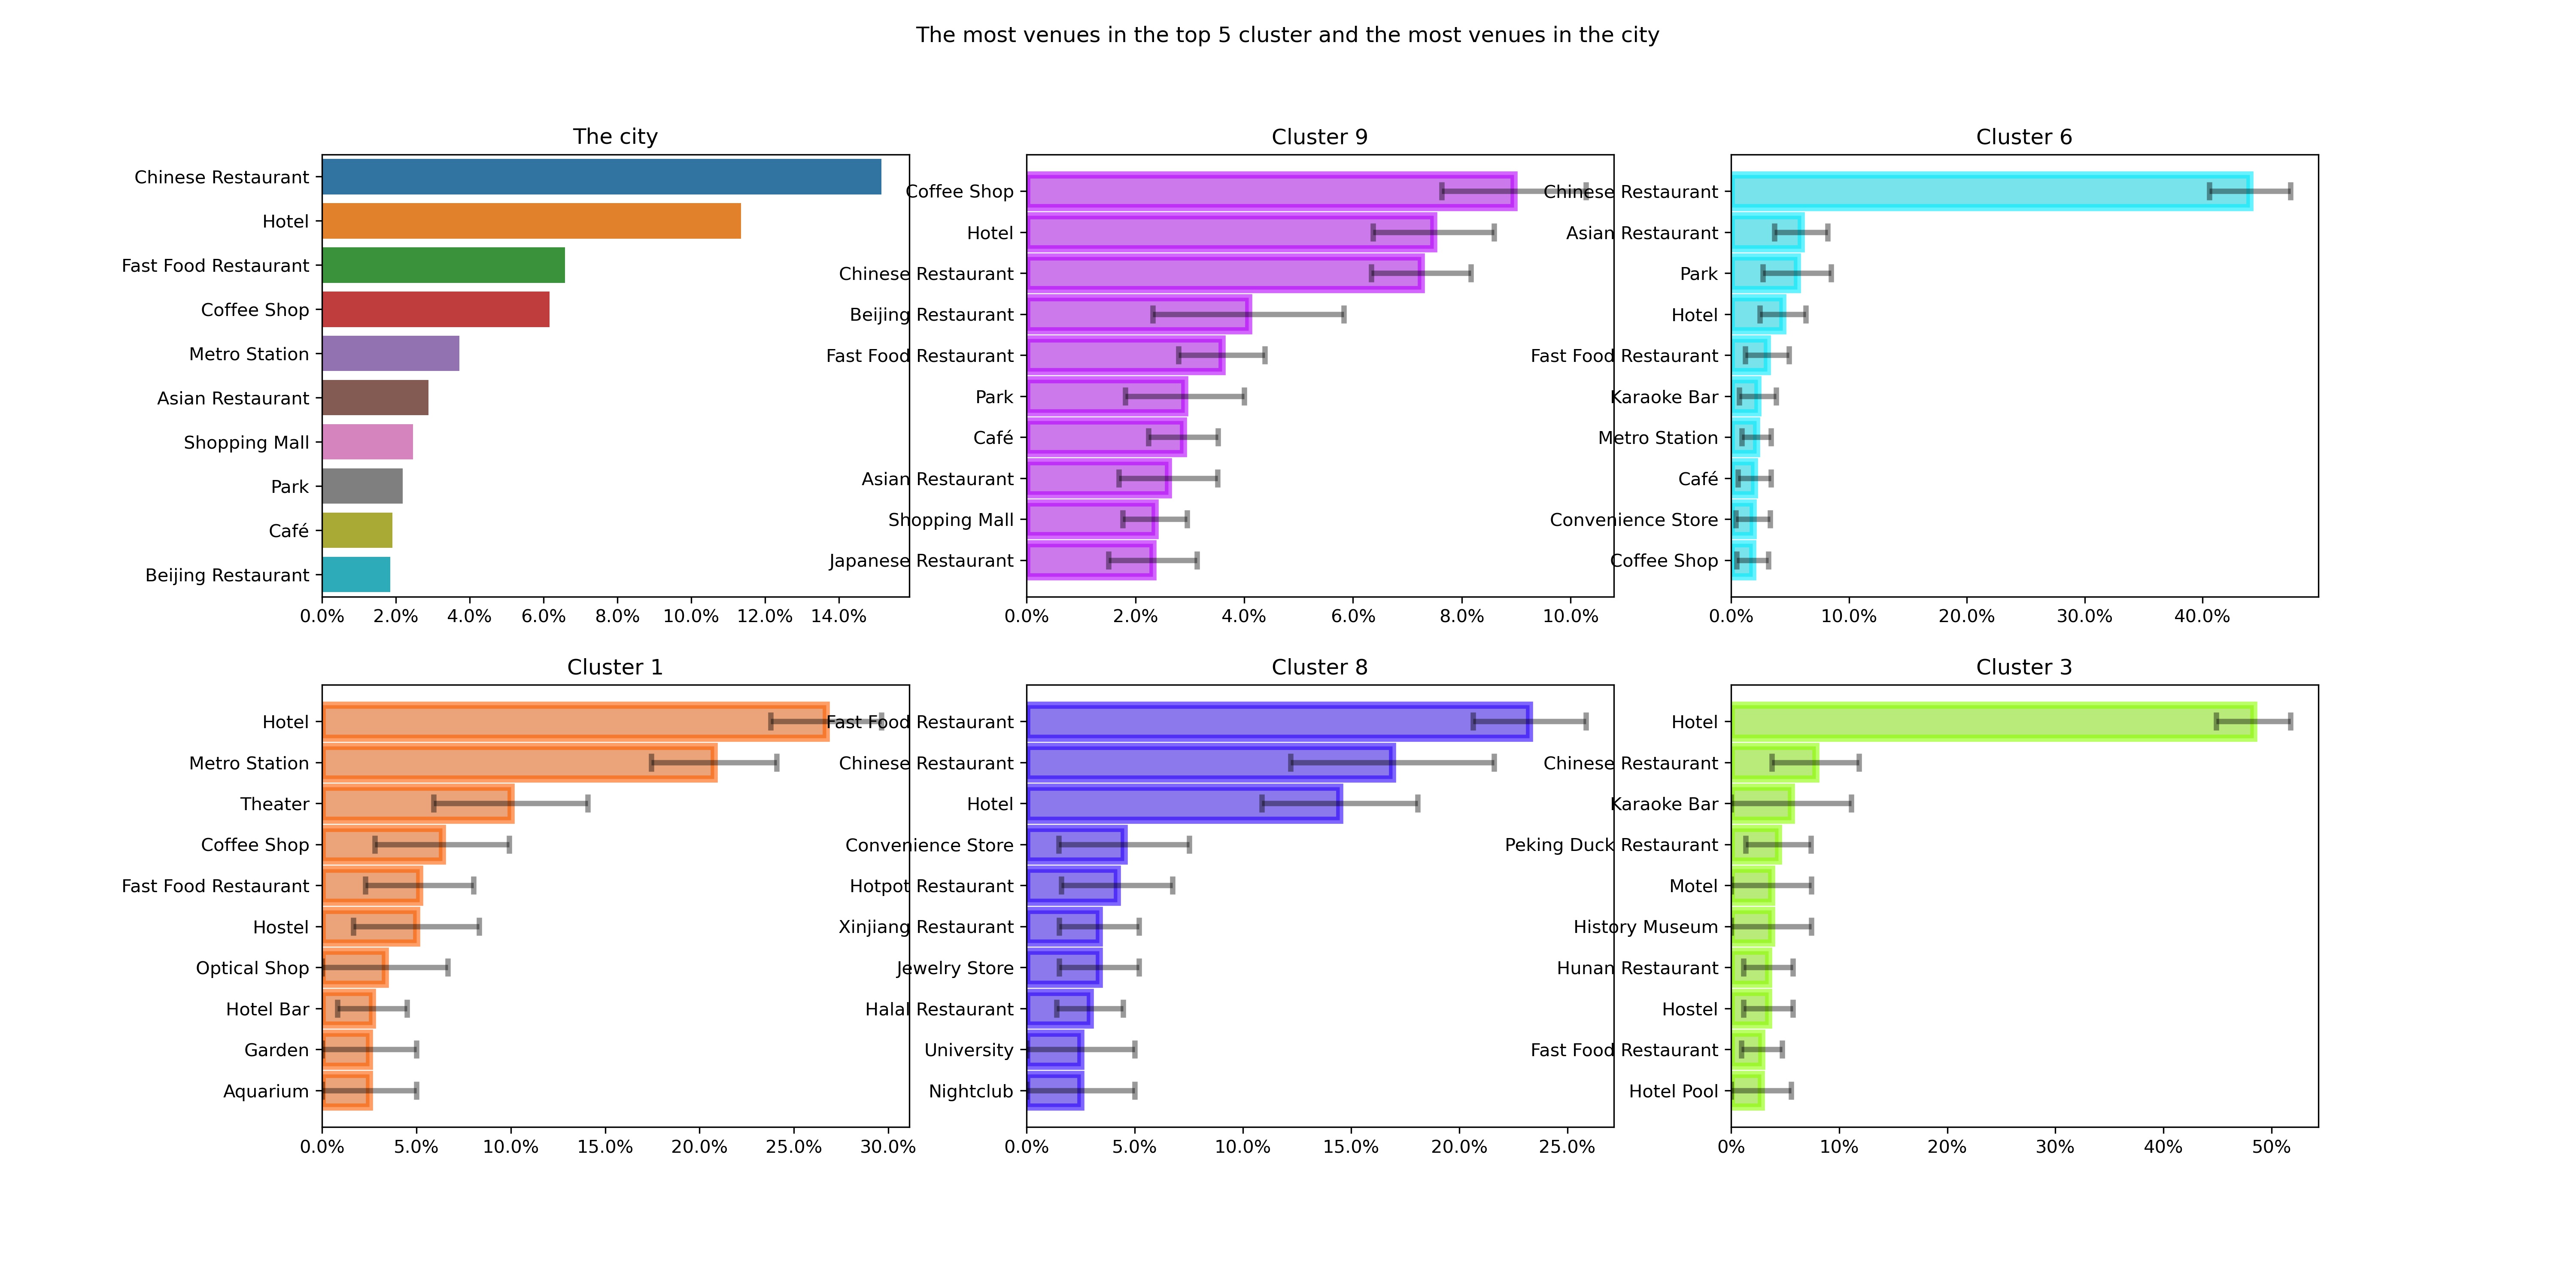 The most venues in the top 5 cluster and the most venues in the city
The city
Chinese Restaurant
Hotel
Fast Food Restaurant
Coffee Shop
Metro Station
Asian Restaurant
Shopping Mall
Park
Café
Beijing Restaurant
0.0% 2.0% 4.0% 6.0% 8.0% 10.0% 12.0% 14.0%
Cluster 9
Coffee Shop
Hotel
Chinese Restaurant
Beijing Restaurant
Fast Food Restaurant
Park
Café
Asian Restaurant
Shopping Mall
Japanese Restaurant
0.0% 2.0% 4.0% 6.0% 8.0% 10.0%
Cluster 6
Chinese Restaurant
Asian Restaurant
Park
Hotel
Fast Food Restaurant
Karaoke Bar
Metro Station
Café
Convenience Store
Coffee Shop
0.0% 10.0% 20.0% 30.0% 40.0%
Cluster 1
Hotel
Metro Station
Theater
Coffee Shop
Fast Food Restaurant
Hostel
Optical Shop
Hotel Bar
Garden
Aquarium
0.0% 5.0% 10.0% 15.0% 20.0% 25.0% 30.0%
Cluster 8
Fast Food Restaurant
Chinese Restaurant
Hotel
Convenience Store
Hotpot Restaurant
Xinjiang Restaurant
Jewelry Store
Halal Restaurant
University
Nightclub
0.0% 5.0% 10.0% 15.0% 20.0% 25.0%
Cluster 3
Hotel
Chinese Restaurant
Karaoke Bar
Peking Duck Restaurant
Motel
History Museum
Hunan Restaurant
Hostel
Fast Food Restaurant
Hotel Pool
0% 10% 20% 30% 40% 50%